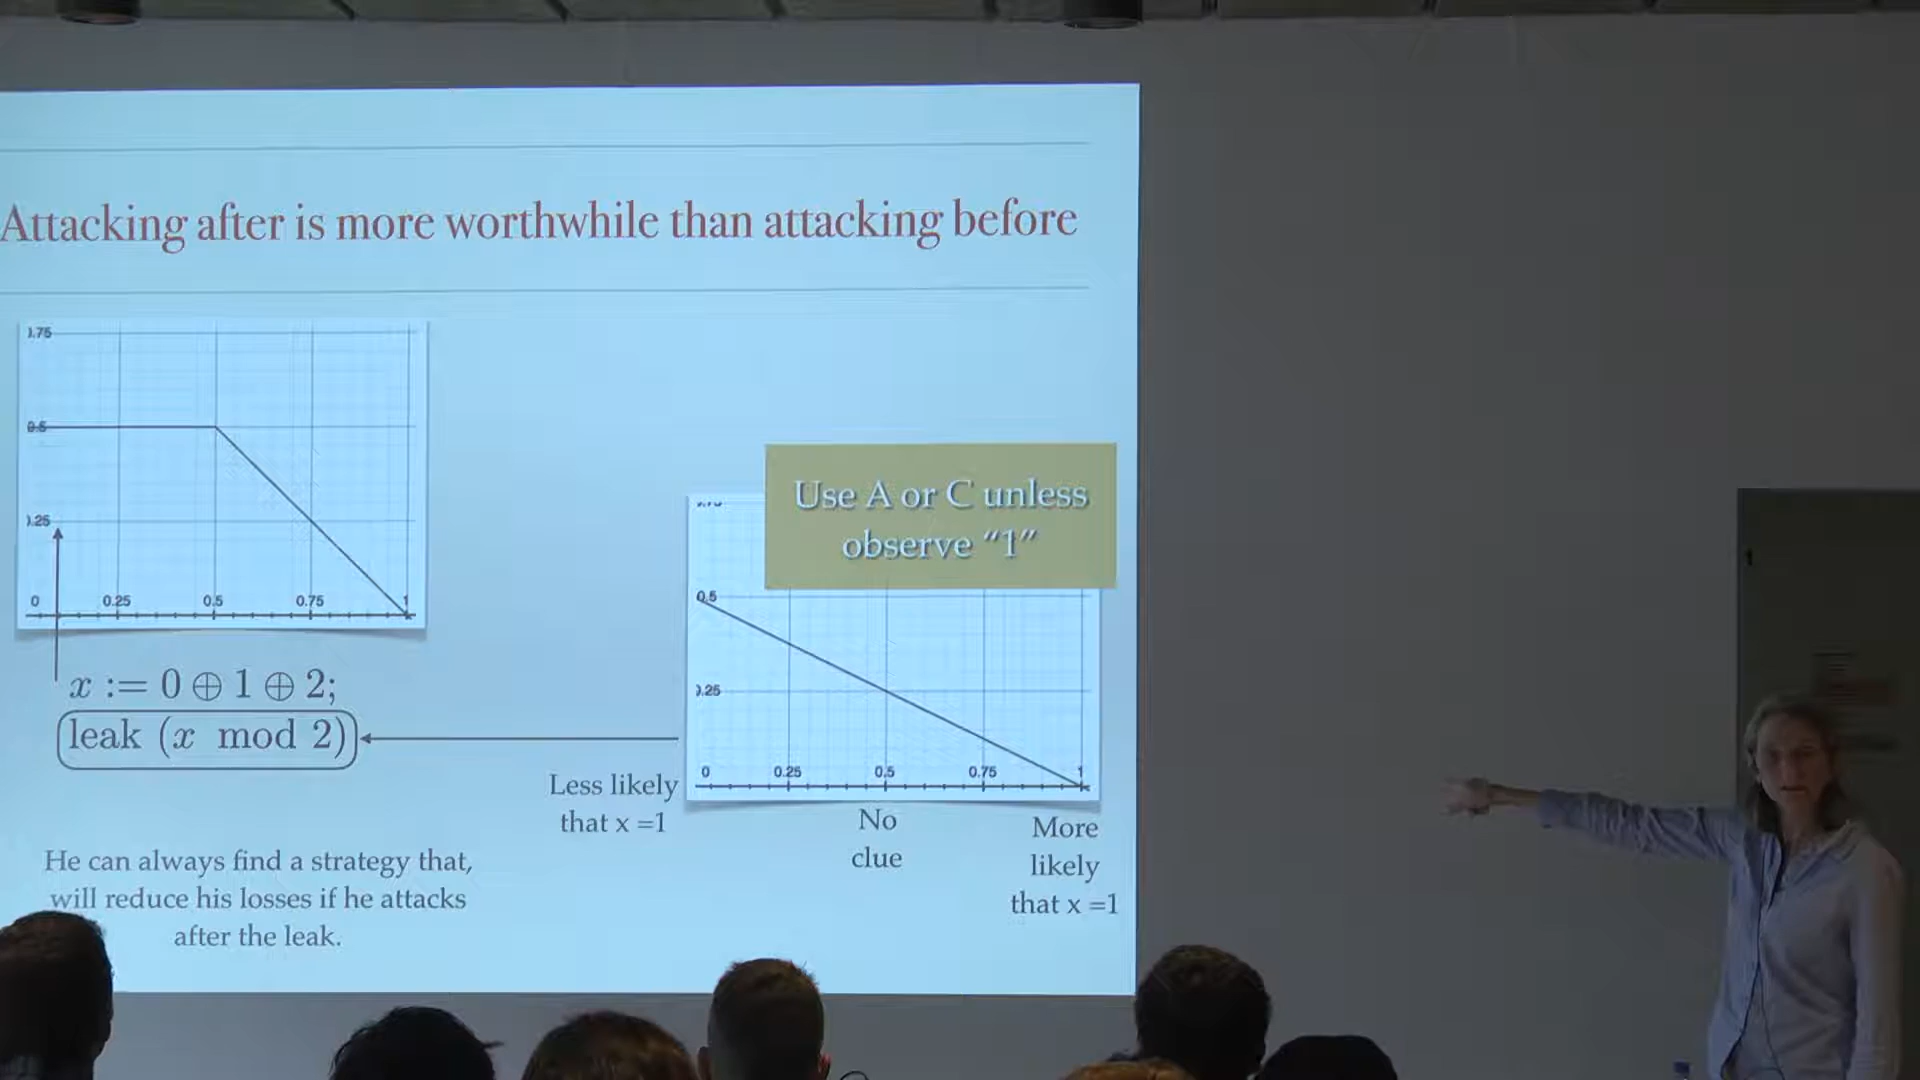 Attacking after is more worthwhile than attacking before
).75
0.5
).25
0 0.25 0.5 0.75 1
x := 0 ⊕ 1 ⊕ 2;
leak (x mod 2)
He can always find a strategy that,
will reduce his losses if he attacks
after the leak.
Use A or C unless
observe “1”
0.5
).25
0 0.25 0.5 0.75 1
Less likely
that x =1
No
clue
More
likely
that x =1